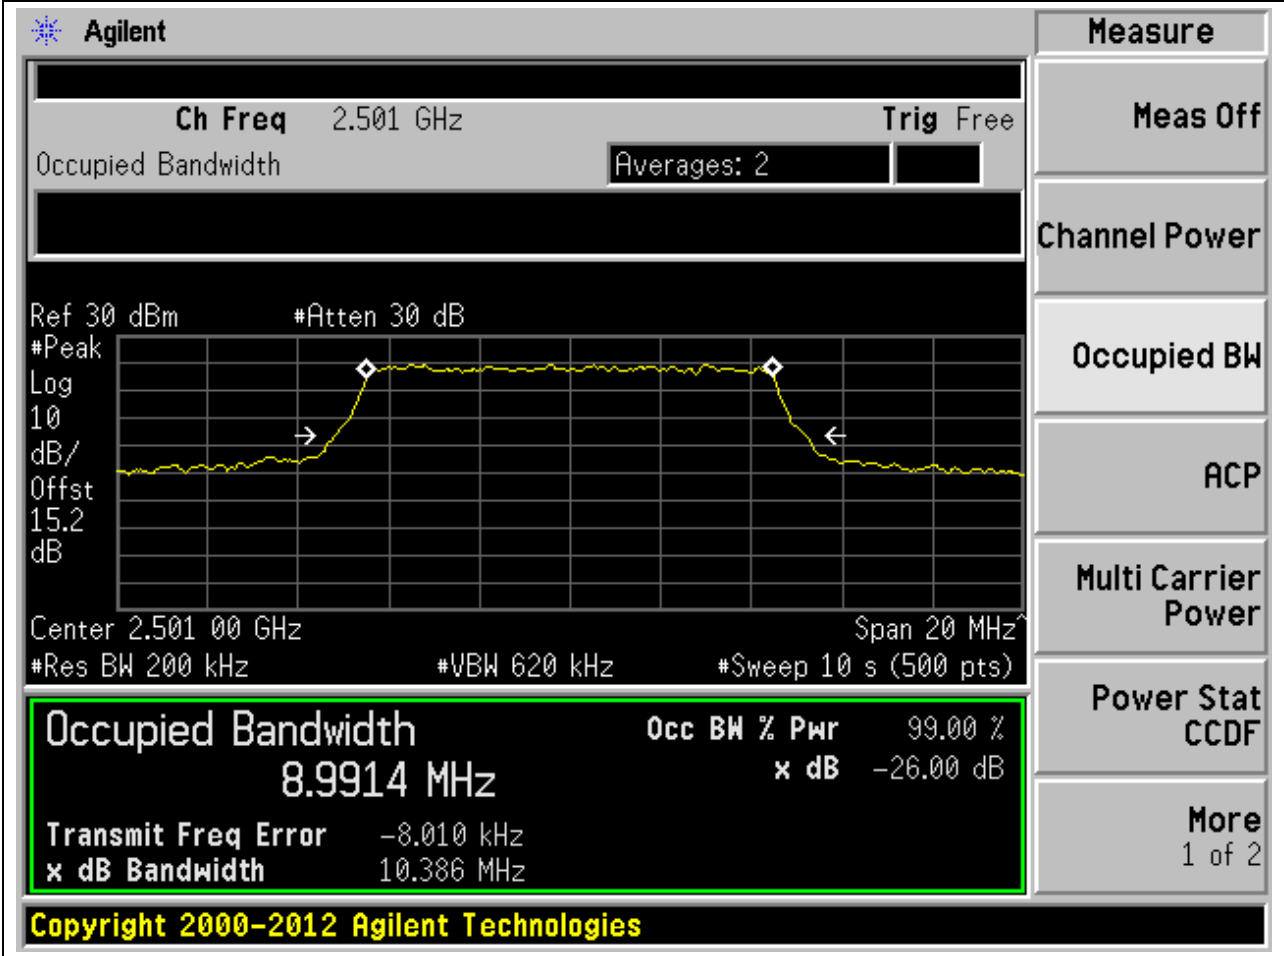 Agilent
Measure
Ch Freq 2.501 GHz Trig Free
Occupied Bandwidth Averages: 2
Meas Off
Channel Power
Ref 30 dBm #Atten 30 dB
#Peak
Log
10
dB/
Offst
15.2
dB
Occupied BW
ACP
Center 2.501 00 GHz Span 20 MHz^
#Res BW 200 kHz #VBW 620 kHz #Sweep 10 s (500 pts)
Multi Carrier
Power
Occupied Bandwidth Occ BW % Pwr 99.00 %
8.9914 MHz x dB -26.00 dB
Transmit Freq Error -8.010 kHz
x dB Bandwidth 10.386 MHz
Power Stat
CCDF
More
1 of 2
Copyright 2000-2012 Agilent Technologies